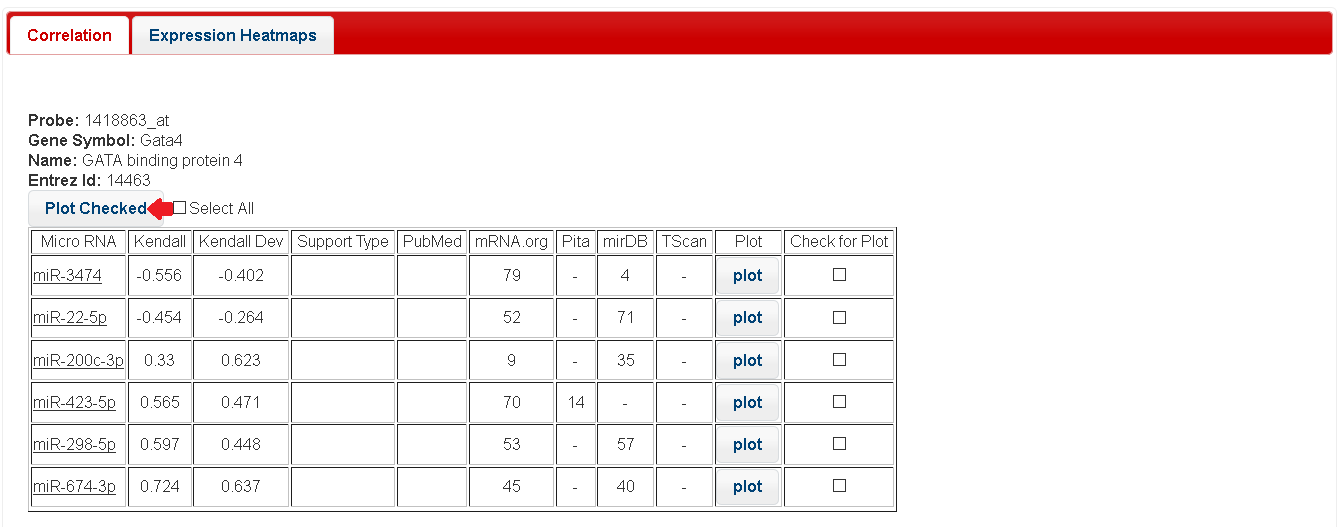 Correlation Expression Heatmaps
Probe: 1418863_at
Gene Symbol: Gata4
Name: GATA binding protein 4
Entrez Id: 14463
Plot Checked Select All
Micro RNA Kendall Kendall Dev Support Type PubMed mRNA.org Pita mirDB TScan Plot Check for Plot
miR-3474 -0.556 -0.402 79 - 4 - plot
miR-22-5p -0.454 -0.264 52 - 71 - plot
miR-200c-3p 0.33 0.623 9 - 35 - plot
miR-423-5p 0.565 0.471 70 14 - - plot
miR-298-5p 0.597 0.448 53 - 57 - plot
miR-674-3p 0.724 0.637 45 - 40 - plot